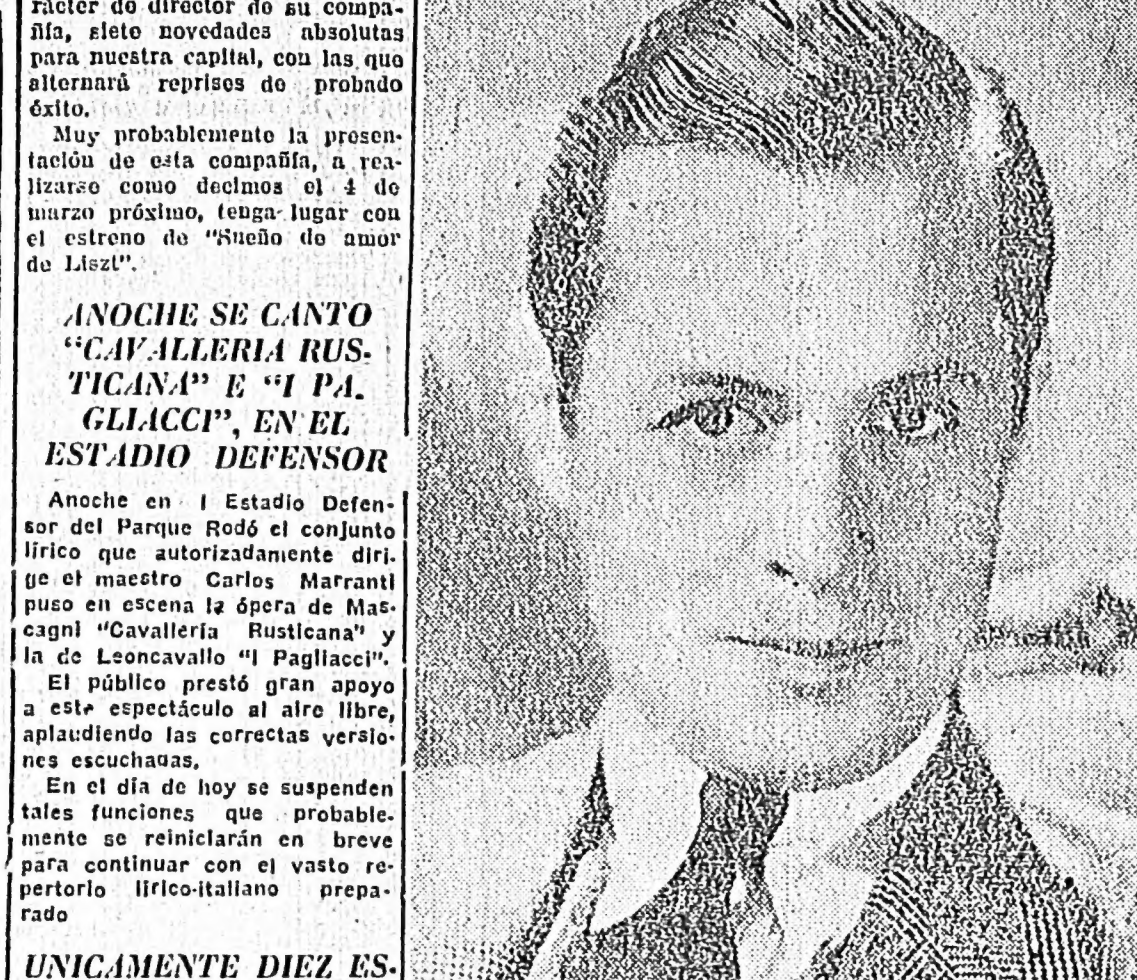 rácter de director de su compa-
ñía, siete novedades absolutas
para nuestra capital, con las que
alternará reprises de probado
éxito.
Muy probablemente la presen-
tación de esta compañía, a rea-
lizarse como decimos el 4 de
marzo próximo, tenga lugar con
el estreno de "Sueño de amor
de Liszt".
ANOCHE SE CANTO
"CAVALLERIA RUS-
TICANA" E "I PA-
GLIACCI", EN EL
ESTADIO DEFENSOR
Anoche en l Estadio Defen-
sor del Parque Rodó el conjunto
lírico que autorizadamente diri-
ge el maestro Carlos Marranti
puso en escena la ópera de Mas-
cagni "Cavallería Rusticana" y
la de Leoncavallo "I Pagliacci".
El público prestó gran apoyo
a este espectáculo al aire libre,
aplaudiendo las correctas versio-
nes escuchadas.
En el día de hoy se suspenden
tales funciones que probable-
mente se reiniciarán en breve
para continuar con el vasto re-
pertorio lírico-italiano prepa-
rado
UNICAMENTE DIEZ ES-